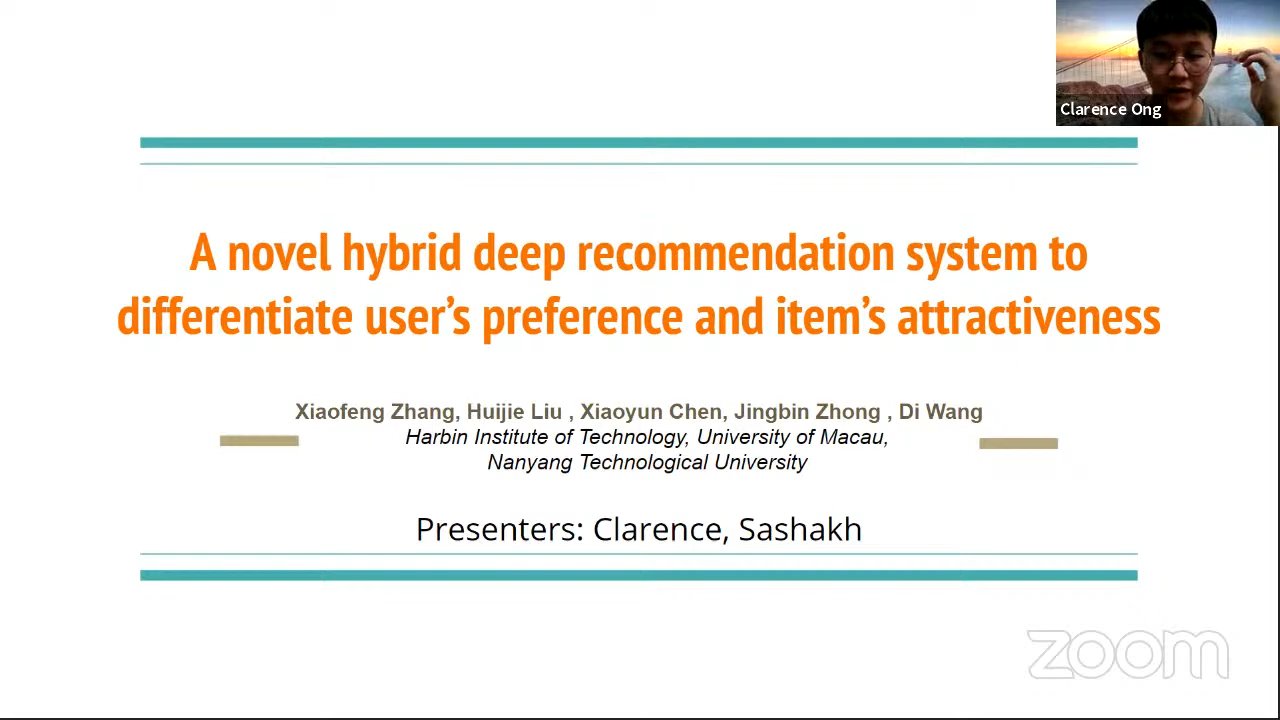 Clarence Ong
A novel hybrid deep recommendation system to
differentiate user’s preference and item’s attractiveness
Xiaofeng Zhang, Huijie Liu , Xiaoyun Chen, Jingbin Zhong , Di Wang
Harbin Institute of Technology, University of Macau,
Nanyang Technological University
Presenters: Clarence, Sashakh
zoom